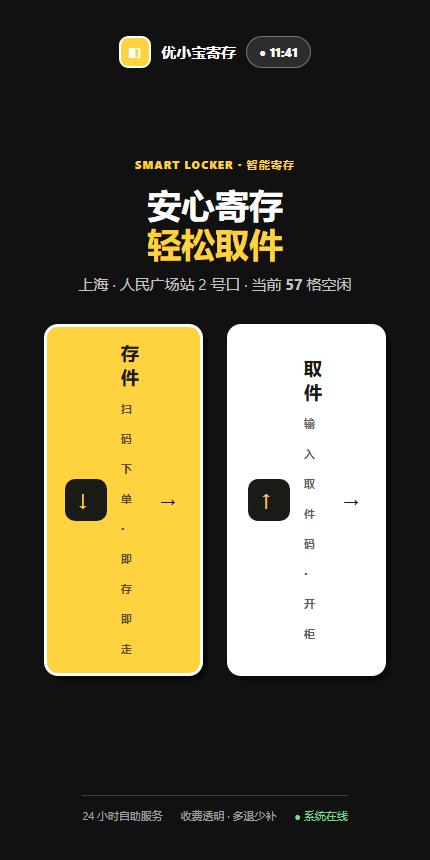 优小宝寄存
● 11:41
SMART LOCKER · 智能寄存
安心寄存
轻松取件
上海 · 人民广场站 2 号口 · 当前 57 格空闲
↓
存件
扫码下单·即存即走
→
↑
取件
输入取件码·开柜
→
24 小时自助服务
收费透明 · 多退少补
● 系统在线